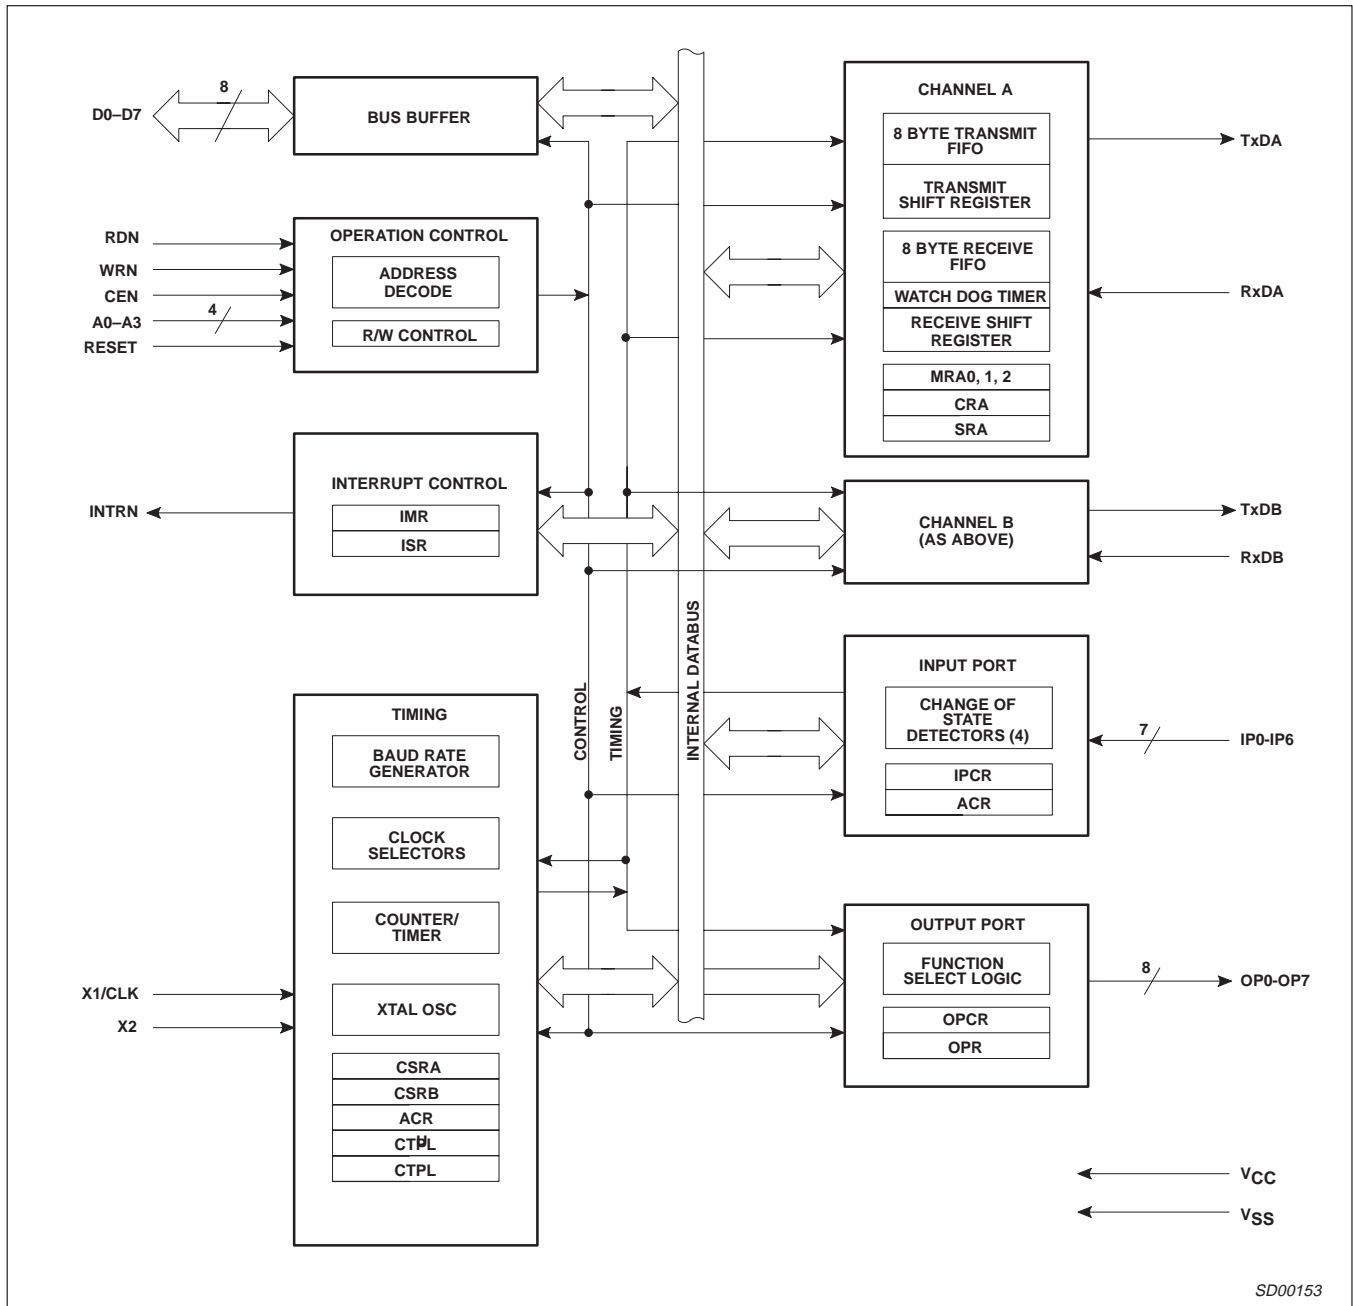 D0–D7
8
BUS BUFFER
RDN
WRN
CEN
A0–A3
4
RESET
OPERATION CONTROL
ADDRESS
DECODE
R/W CONTROL
INTRN
INTERRUPT CONTROL
IMR
ISR
TIMING
BAUD RATE
GENERATOR
CLOCK
SELECTORS
COUNTER/
TIMER
X1/CLK
X2
XTAL OSC
CSRA
CSRB
ACR
CTPL
CONTROL
TIMING
INTERNAL DATABUS
CHANNEL A
8 BYTE TRANSMIT
FIFO
TRANSMIT
SHIFT REGISTER
8 BYTE RECEIVE
FIFO
WATCH DOG TIMER
RECEIVE SHIFT
REGISTER
MRA0, 1, 2
CRA
SRA
TxDA
RxDA
CHANNEL B
(AS ABOVE)
TxDB
RxDB
INPUT PORT
CHANGE OF
STATE
DETECTORS (4)
IPCR
ACR
7
IP0-IP6
OUTPUT PORT
FUNCTION
SELECT LOGIC
OPCR
OPR
8
OP0-OP7
VCC
VSS
SD00153